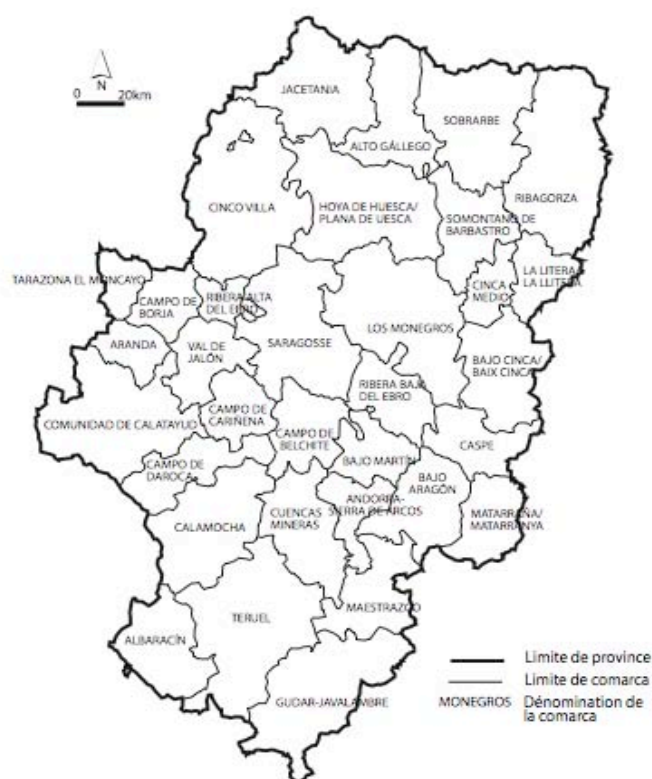 JACETANIA
N
0 20km
SOBRARBE
ALTO GÁLLEGO
RIBAGORZA
CINCO VILLA
HOYA DE HUESCA/
PLANA DE UESCA
SOMONTANO DE
BARBASTRO
TARAZONA EL MONCAYO
CAMPO DE
BORJA
RIBERA ALTA
DEL EBRO
CINCA
MEDIO
LA LITERA/
LA LLITERA
LOS MONEGROS
ARANDA
VAL DE
JALÓN
SARAGOSSE
BAJO CINCA/
BAIX CINCA
RIBERA BAJA
DEL EBRO
COMUNIDAD DE CALATAYUD
CAMPO DE
CARIÑENA
CAMPO DE
BELCHITE
CASPE
BAJO MARTÍN
CAMPO DE
DAROCA
BAJO
ARAGÓN
ANDORRA-
SIERRA DE ARCOS
CALAMOCHA
CUENCAS
MINERAS
MATARRAÑA/
MATARRANYA
MAESTRAZGO
TERUEL
ALBARACÍN
GUDAR-JAVALAMBRE
Limite de province
Limite de comarca
MONEGROS Dénomination de
la comarca